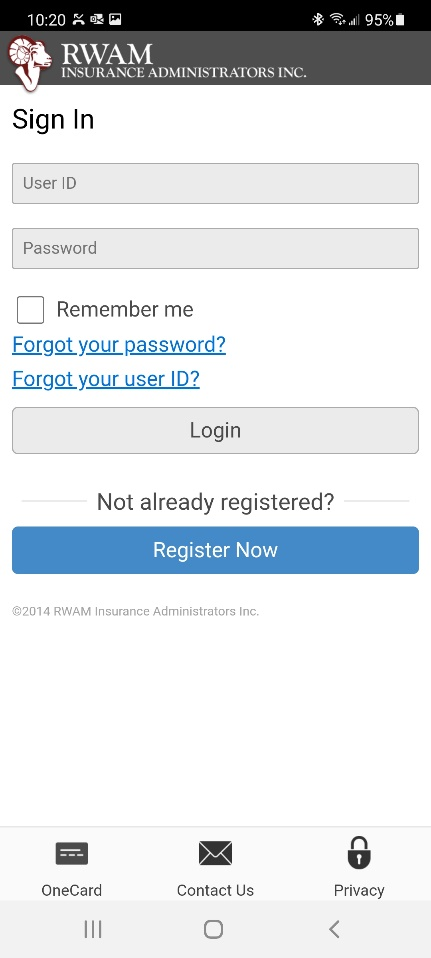 10:20 95%
RWAM
INSURANCE ADMINISTRATORS INC.
Sign In
User ID
Password
Remember me
Forgot your password?
Forgot your user ID?
Login
Not already registered?
Register Now
©2014 RWAM Insurance Administrators Inc.
OneCard Contact Us Privacy